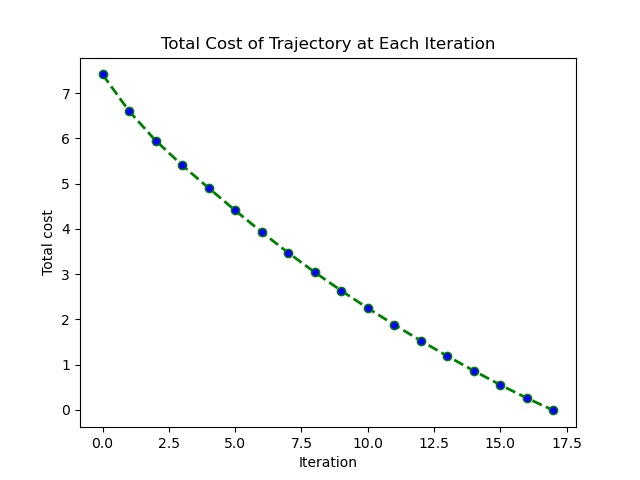 Total Cost of Trajectory at Each Iteration
7
6
5
4
3
2
1
0
Total cost
0.0 2.5 5.0 7.5 10.0 12.5 15.0 17.5
Iteration